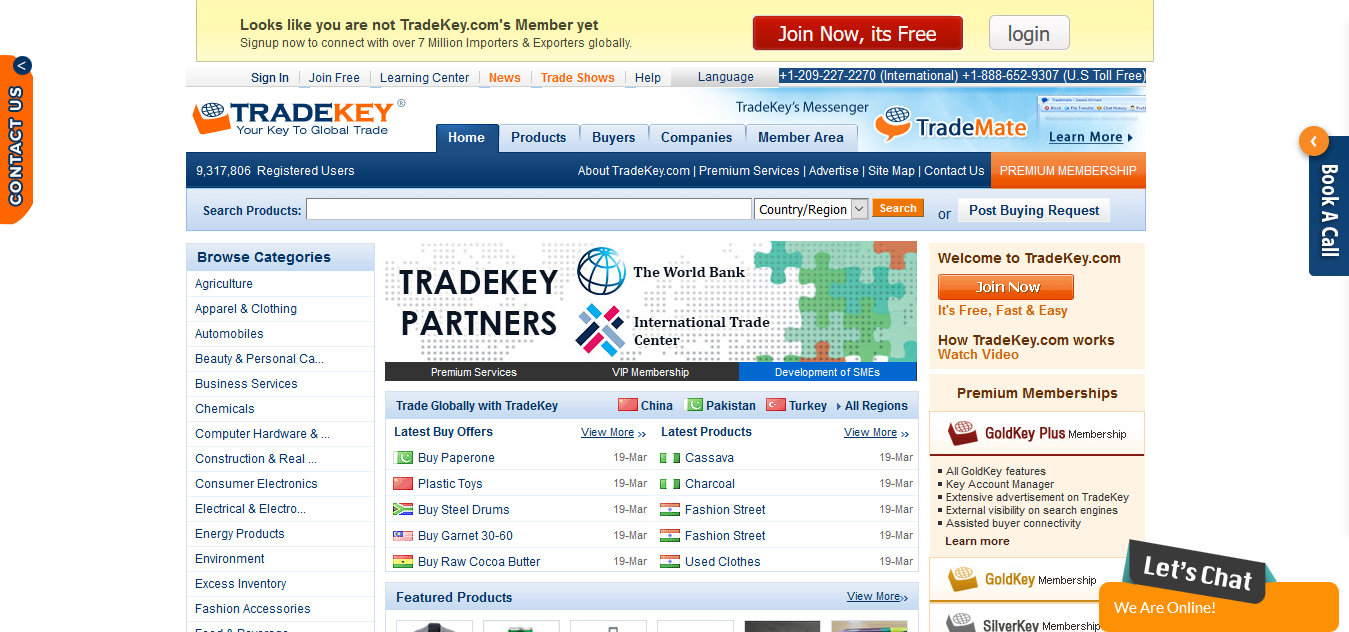 Looks like you are not TradeKey.com's Member yet
Signup now to connect with over 7 Million Importers & Exporters globally.
Join Now, its Free
login
Sign In
Join Free
Learning Center
News
Trade Shows
Help
Language
+1-209-227-2270 (International) +1-888-652-9307 (U.S Toll Free)
<
CONTACT US
TRADEKEY®
Your Key To Global Trade
TradeKey's Messenger
TradeMate
Learn More
Home
Products
Buyers
Companies
Member Area
9,317,806 Registered Users
About TradeKey.com | Premium Services | Advertise | Site Map | Contact Us
PREMIUM MEMBERSHIP
Book A Call
Search Products:
Country/Region
Search
or
Post Buying Request
Browse Categories
Agriculture
Apparel & Clothing
Automobiles
Beauty & Personal Ca...
Business Services
Chemicals
Computer Hardware & ...
Construction & Real ...
Consumer Electronics
Electrical & Electro...
Energy Products
Environment
Excess Inventory
Fashion Accessories
TRADEKEY
PARTNERS
The World Bank
International Trade
Center
Premium Services
VIP Membership
Development of SMEs
Trade Globally with TradeKey
China
Pakistan
Turkey
All Regions
Latest Buy Offers
View More »
Buy Paperone 19-Mar
Plastic Toys 19-Mar
Buy Steel Drums 19-Mar
Buy Garnet 30-60 19-Mar
Buy Raw Cocoa Butter 19-Mar
Latest Products
View More »
Cassava 19-Mar
Charcoal 19-Mar
Fashion Street 19-Mar
Fashion Street 19-Mar
Used Clothes 19-Mar
Featured Products
View More»
Welcome to TradeKey.com
Join Now
It's Free, Fast & Easy
How TradeKey.com works
Watch Video
Premium Memberships
GoldKey Plus Membership
All GoldKey features
Key Account Manager
Extensive advertisement on TradeKey
External visibility on search engines
Assisted buyer connectivity
Learn more
GoldKey Membership
SilverKey Membership
Let's Chat
We Are Online!